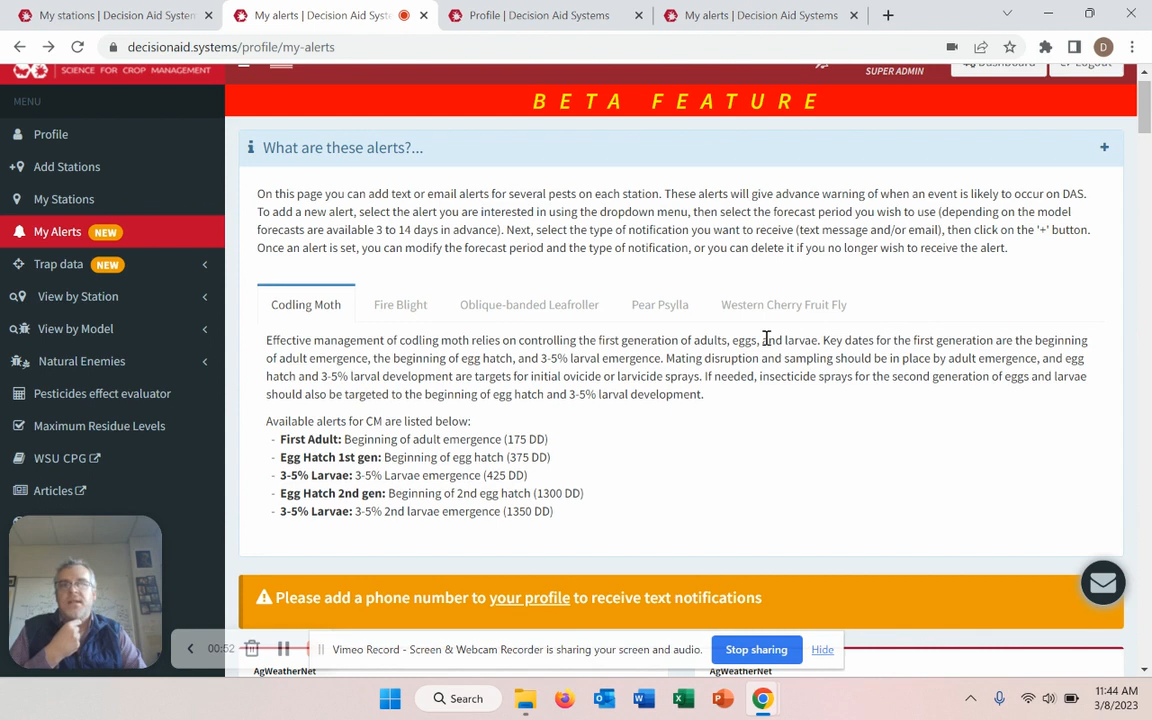 My stations | Decision Aid System
My alerts | Decision Aid Syst
Profile | Decision Aid Systems
My alerts | Decision Aid Systems
decisionaid.systems/profile/my-alerts
D
SCIENCE FOR CROP MANAGEMENT
SUPER ADMIN
Dashboard
Logout
MENU
BETA FEATURE
Profile
Add Stations
My Stations
My Alerts NEW
Trap data NEW
View by Station
View by Model
Natural Enemies
Pesticides effect evaluator
Maximum Residue Levels
WSU CPG
Articles
What are these alerts?...
On this page you can add text or email alerts for several pests on each station. These alerts will give advance warning of when an event is likely to occur on DAS.
To add a new alert, select the alert you are interested in using the dropdown menu, then select the forecast period you wish to use (depending on the model
forecasts are available 3 to 14 days in advance). Next, select the type of notification you want to receive (text message and/or email), then click on the '+' button.
Once an alert is set, you can modify the forecast period and the type of notification, or you can delete it if you no longer wish to receive the alert.
Codling Moth Fire Blight Oblique-banded Leafroller Pear Psylla Western Cherry Fruit Fly
Effective management of codling moth relies on controlling the first generation of adults, eggs, and larvae. Key dates for the first generation are the beginning
of adult emergence, the beginning of egg hatch, and 3-5% larval emergence. Mating disruption and sampling should be in place by adult emergence, and egg
hatch and 3-5% larval development are targets for initial ovicide or larvicide sprays. If needed, insecticide sprays for the second generation of eggs and larvae
should also be targeted to the beginning of egg hatch and 3-5% larval development.
Available alerts for CM are listed below:
- First Adult: Beginning of adult emergence (175 DD)
- Egg Hatch 1st gen: Beginning of egg hatch (375 DD)
- 3-5% Larvae: 3-5% Larvae emergence (425 DD)
- Egg Hatch 2nd gen: Beginning of 2nd egg hatch (1300 DD)
- 3-5% Larvae: 3-5% 2nd larvae emergence (1350 DD)
Please add a phone number to your profile to receive text notifications
00:52
Vimeo Record - Screen & Webcam Recorder is sharing your screen and audio.
Stop sharing
Hide
AgWeatherNet
AgWeatherNet
Search
11:44 AM
3/8/2023